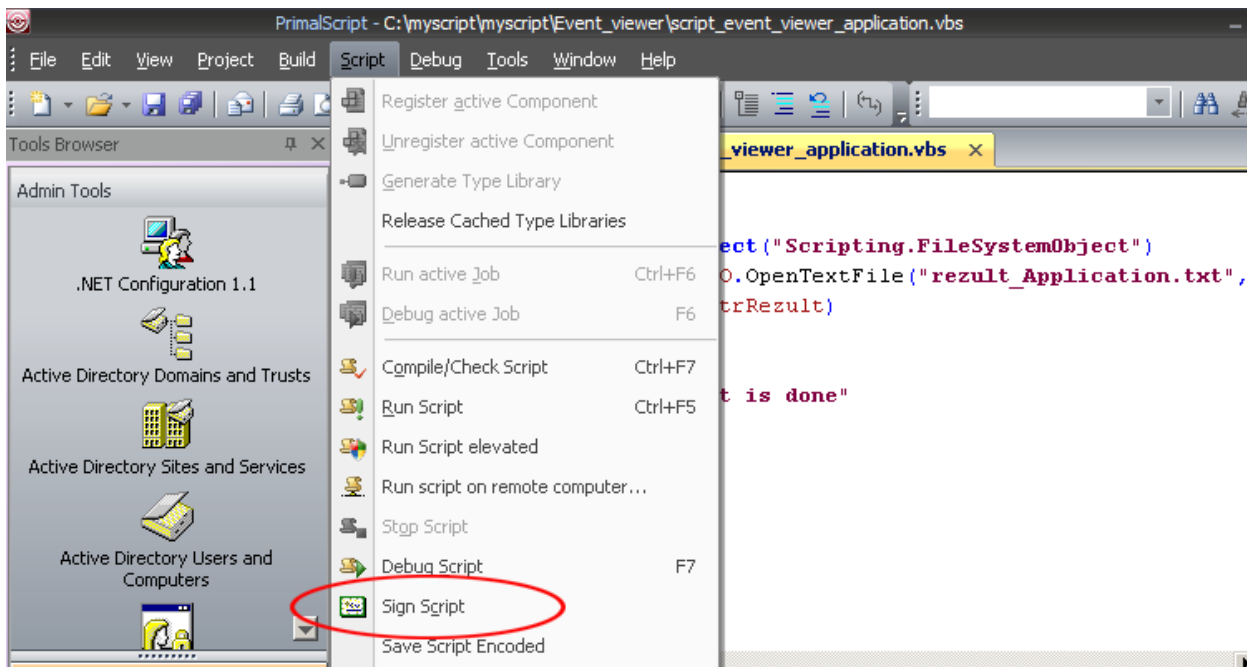 PrimalScript - C:\myscript\myscript\Event_viewer\script_event_viewer_application.vbs
File Edit View Project Build Script Debug Tools Window Help
Tools Browser
Admin Tools
.NET Configuration 1.1
Active Directory Domains and Trusts
Active Directory Sites and Services
Active Directory Users and
Computers
Register active Component
Unregister active Component
Generate Type Library
Release Cached Type Libraries
Run active Job Ctrl+F6
Debug active Job F6
Compile/Check Script Ctrl+F7
Run Script Ctrl+F5
Run Script elevated
Run script on remote computer...
Stop Script
Debug Script F7
Sign Script
Save Script Encoded
_viewer_application.vbs
ect("Scripting.FileSystemObject")
O.OpenTextFile("rezult_Application.txt",
trRezult)
t is done"